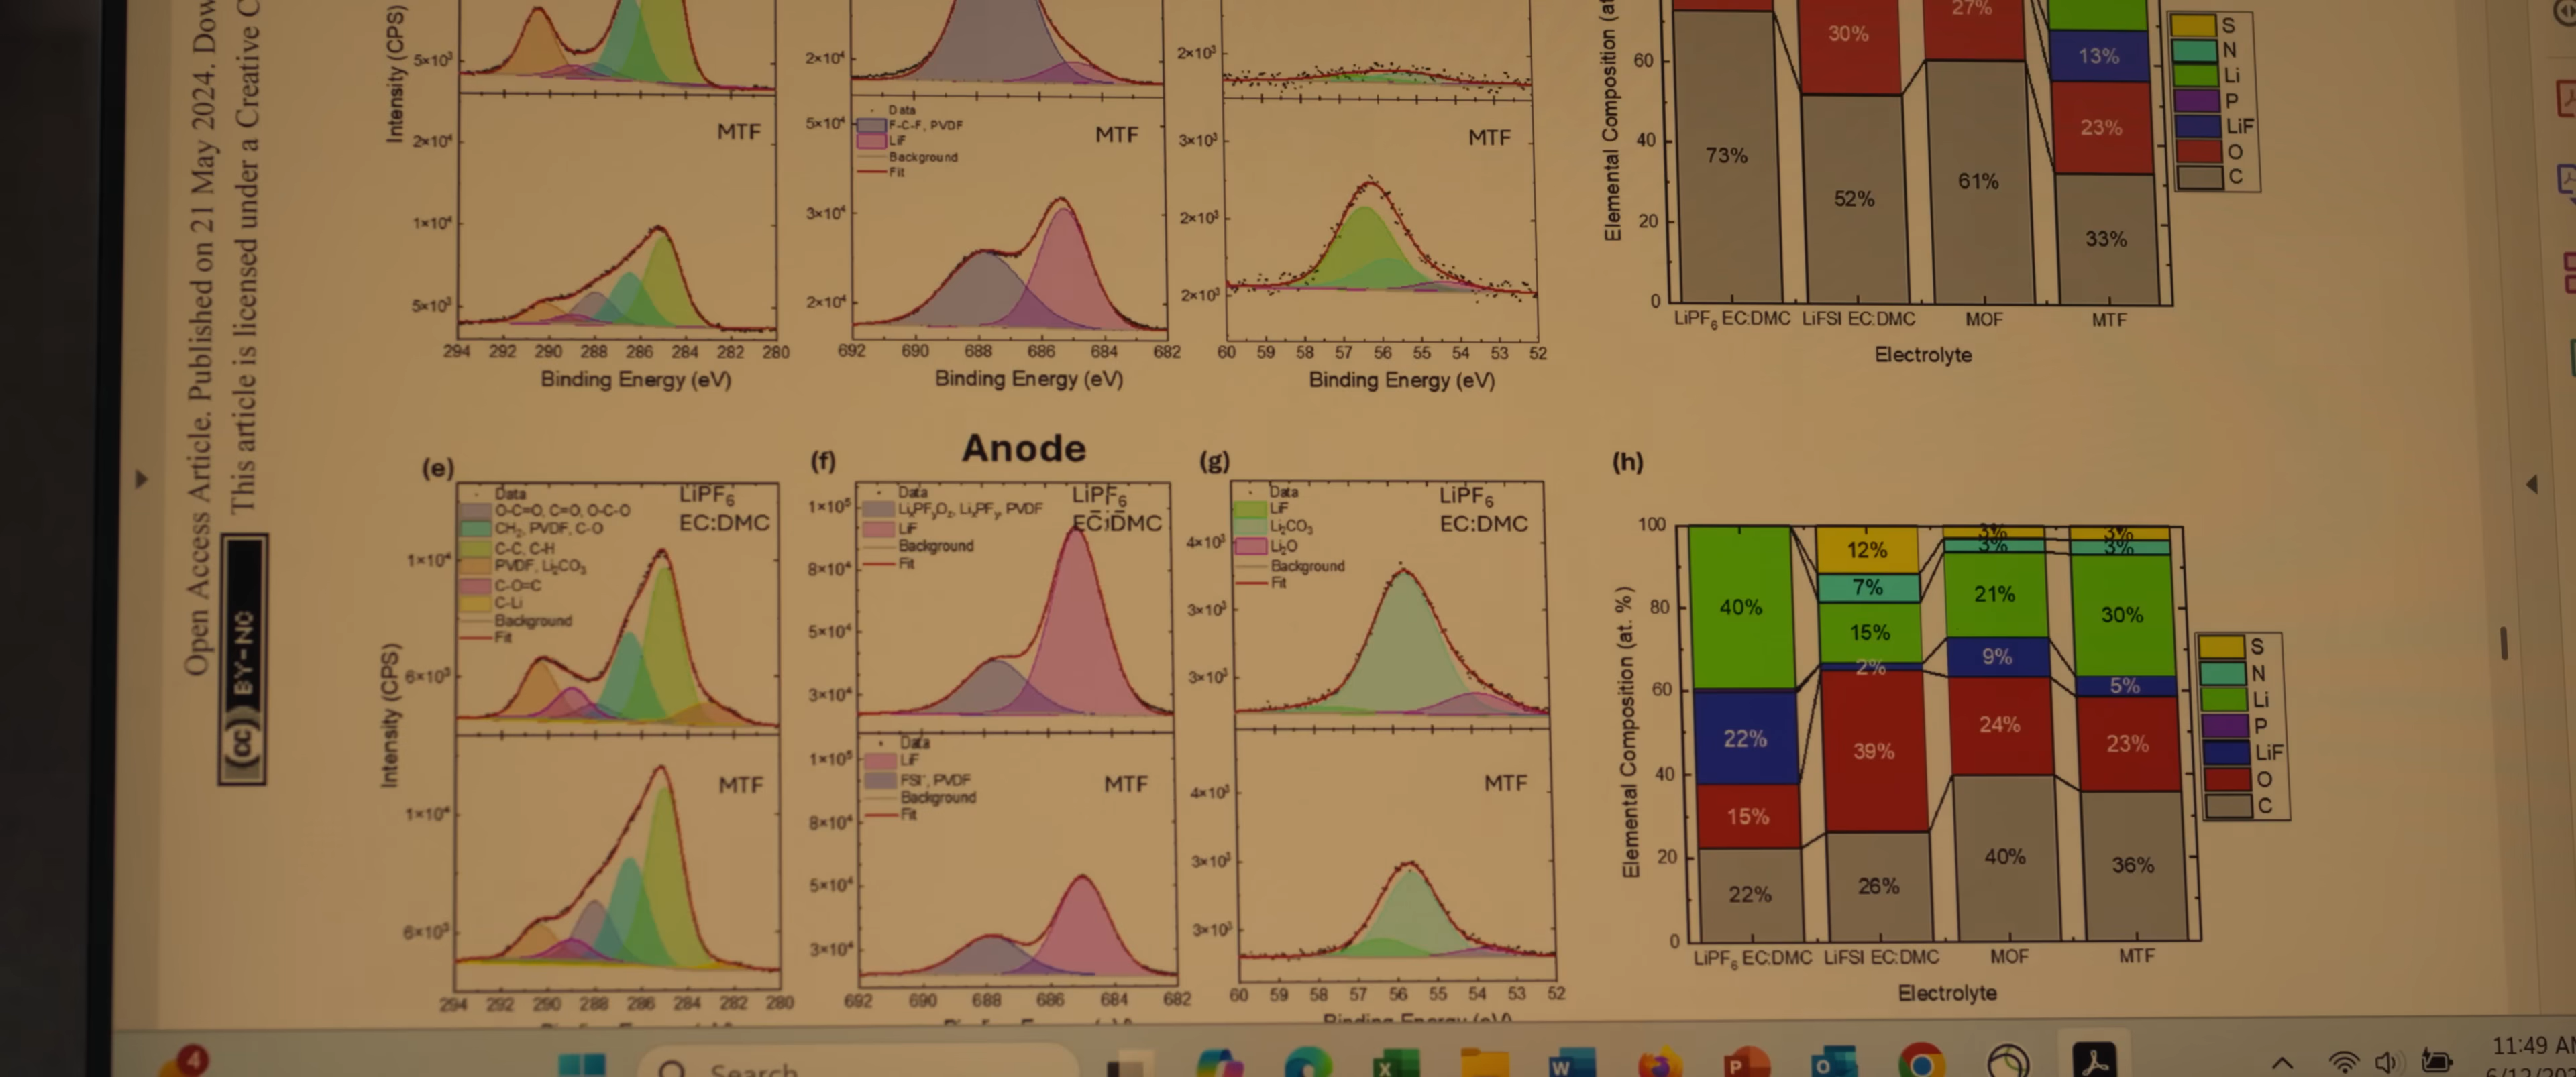 Open Access Article. Published on 21 May 2024. Dow
This article is licensed under a Creative C
(cc) BY-NC
Intensity (CPS)
5×10³
2×10⁴
1×10⁴
5×10³
MTF
294 292 290 288 286 284 282 280
Binding Energy (eV)
2×10⁴
5×10⁴
3×10⁴
2×10⁴
Data
F-C-F, PVDF
LiF
Background
Fit
MTF
692 690 688 686 684 682
Binding Energy (eV)
2×10³
3×10³
2×10³
2×10³
MTF
60 59 58 57 56 55 54 53 52
Binding Energy (eV)
Elemental Composition (at
60
40
20
0
73%
30%
52%
27%
61%
13%
23%
33%
LiPF₆ EC:DMC LiFSI EC:DMC MOF MTF
Electrolyte
S
N
Li
P
LiF
O
C
Anode
(e)
Data
O-C=O, C=O, O-C-O
CH₂, PVDF, C-O
C-C, C-H
PVDF, Li₂CO₃
C-O=C
C-Li
Background
Fit
LiPF₆
EC:DMC
Intensity (CPS)
1×10⁴
6×10³
1×10⁴
6×10³
MTF
294 292 290 288 286 284 282 280
(f)
Data
LiₓPFᵧO_z, LiₓPFᵧ, PVDF
LiF
Background
Fit
LiPF₆
EC:DMC
1×10⁵
8×10⁴
5×10⁴
3×10⁴
Data
LiF
FSI⁻, PVDF
Background
Fit
MTF
1×10⁵
8×10⁴
5×10⁴
3×10⁴
692 690 688 686 684 682
(g)
Data
LiF
Li₂CO₃
Li₂O
Background
Fit
LiPF₆
EC:DMC
4×10³
3×10³
3×10³
MTF
4×10³
3×10³
3×10³
60 59 58 57 56 55 54 53 52
Binding Energy (eV)
(h)
Elemental Composition (at. %)
100
80
60
40
20
0
40%
22%
15%
22%
12%
7%
15%
2%
39%
26%
3%
3%
21%
9%
24%
40%
3%
3%
30%
5%
23%
36%
LiPF₆ EC:DMC LiFSI EC:DMC MOF MTF
Electrolyte
S
N
Li
P
LiF
O
C
4
Search
11:49